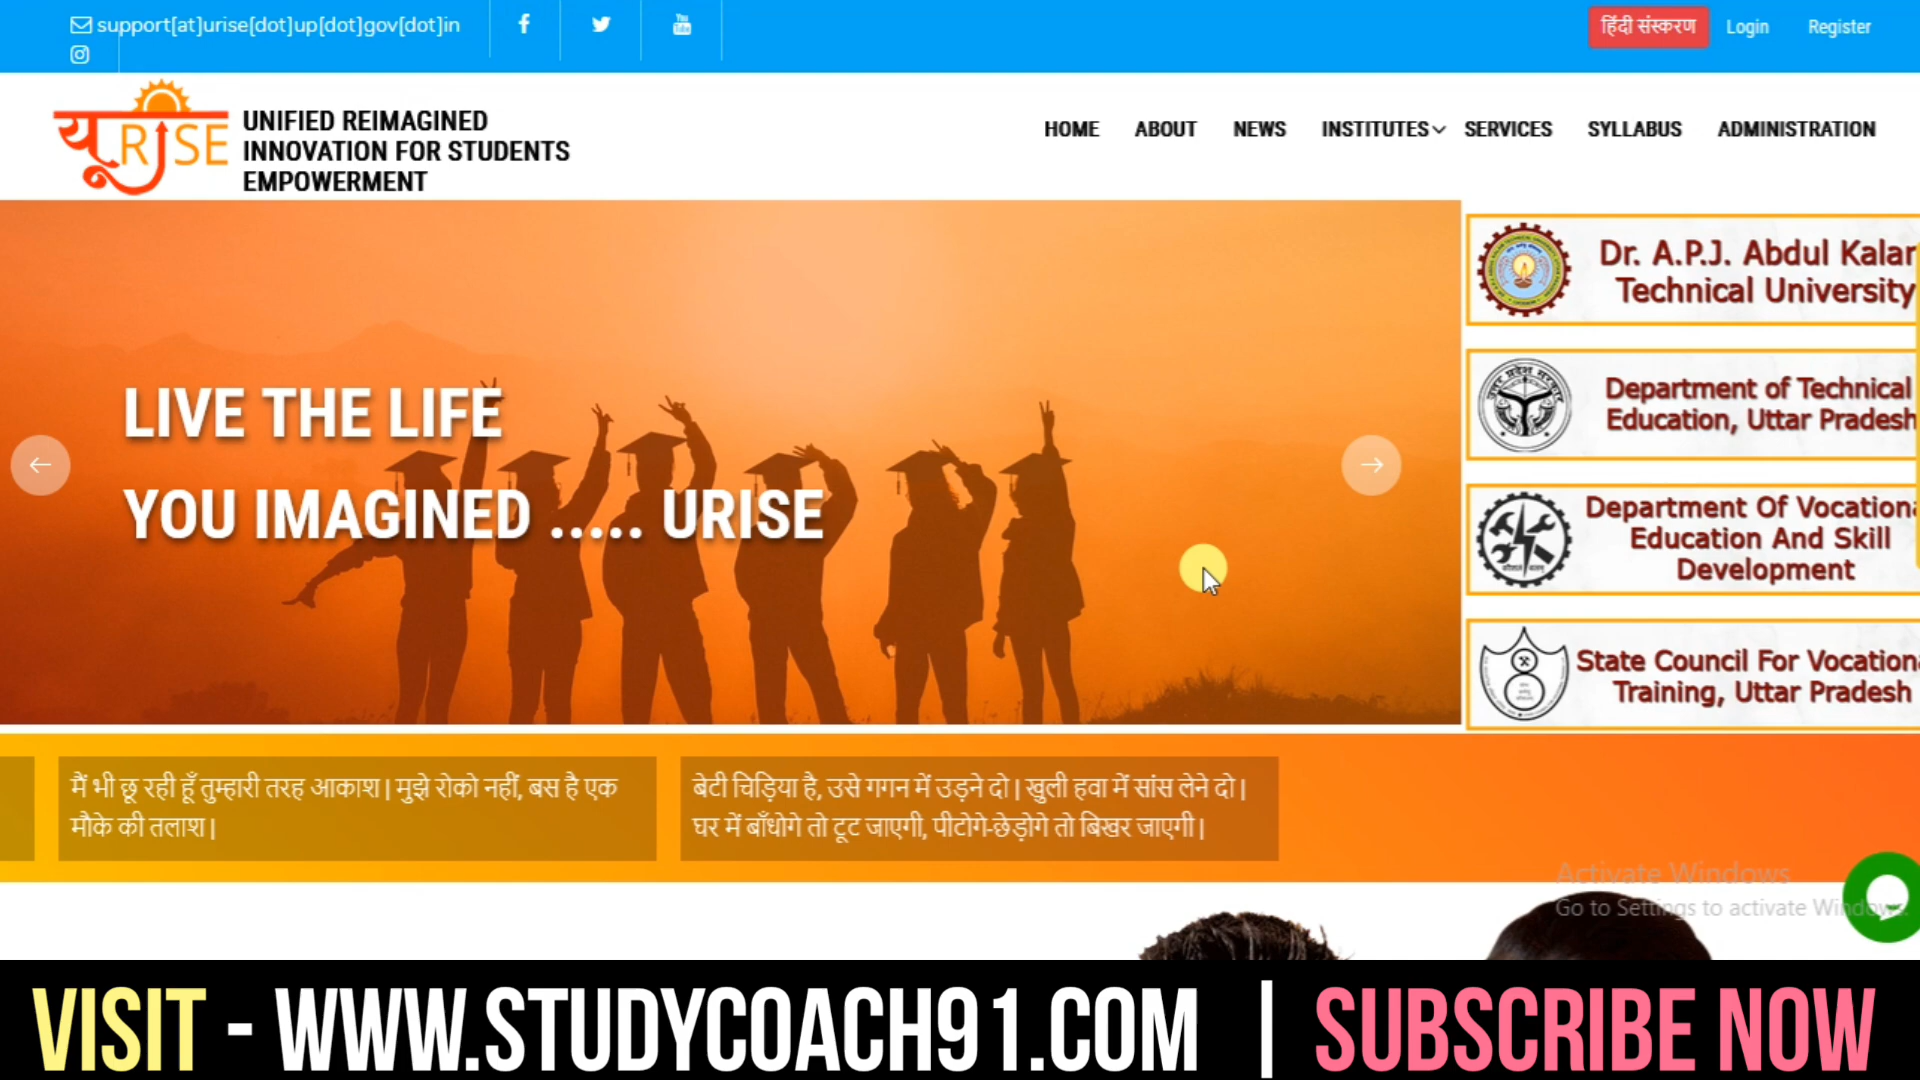 support[at]urise[dot]up[dot]gov[dot]in
हिंदी संस्करण
Login
Register
यू RISE
UNIFIED REIMAGINED
INNOVATION FOR STUDENTS
EMPOWERMENT
HOME
ABOUT
NEWS
INSTITUTES
SERVICES
SYLLABUS
ADMINISTRATION
LIVE THE LIFE
YOU IMAGINED ..... URISE
Dr. A.P.J. Abdul Kalam
Technical University
Department of Technical
Education, Uttar Pradesh
Department Of Vocationa
Education And Skill
Development
State Council For Vocationa
Training, Uttar Pradesh
मैं भी छू रही हूँ तुम्हारी तरह आकाश | मुझे रोको नहीं, बस है एक
मौके की तलाश |
बेटी चिड़िया है, उसे गगन में उड़ने दो | खुली हवा में सांस लेने दो |
घर में बाँधोगे तो टूट जाएगी, पीटोगे-छेड़ोगे तो बिखर जाएगी |
Activate Windows
Go to Settings to activate Windows.
VISIT - WWW.STUDYCOACH91.COM | SUBSCRIBE NOW